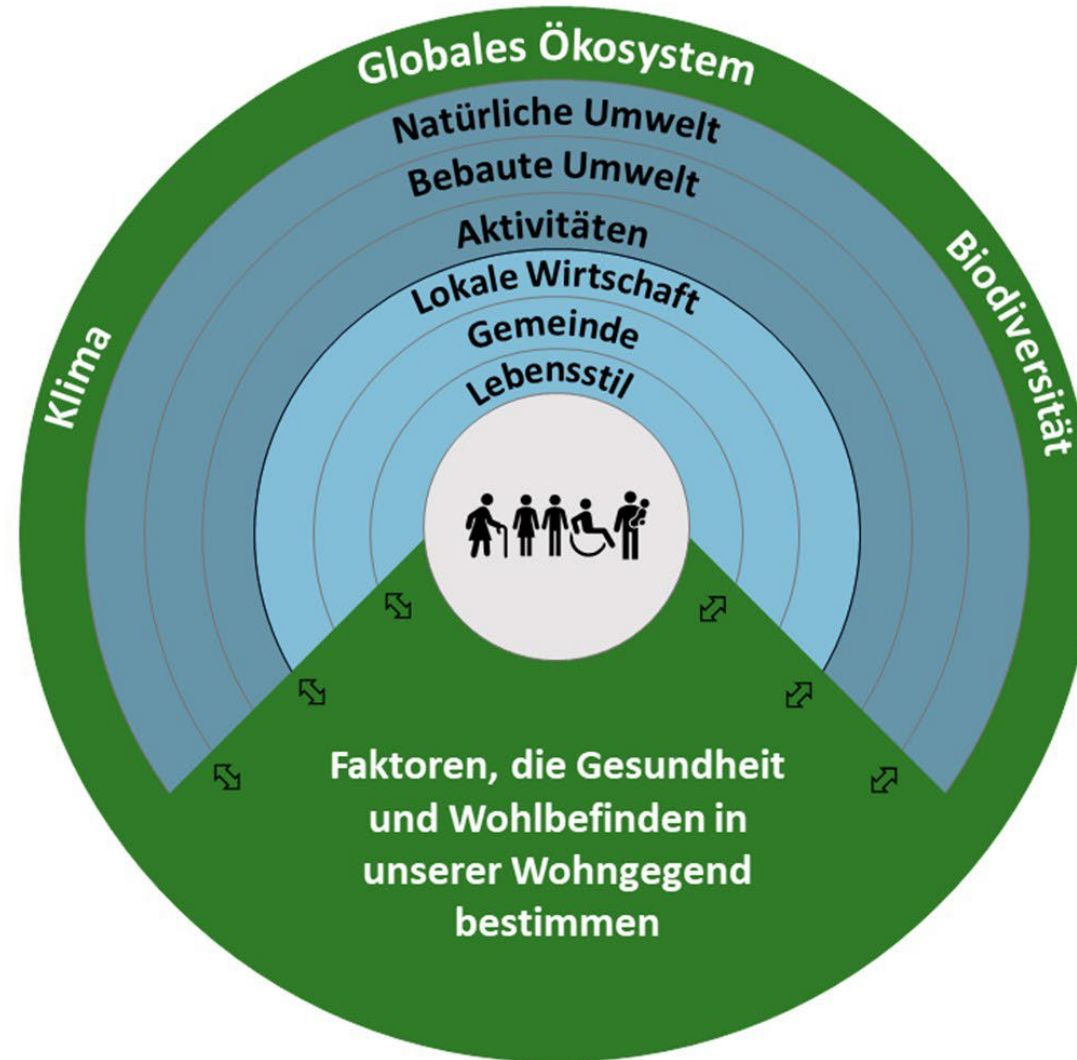 Globales Ökosystem
Natürliche Umwelt
Bebaute Umwelt
Aktivitäten
Lokale Wirtschaft
Gemeinde
Lebensstil
Klima
Biodiversität
Faktoren, die Gesundheit
und Wohlbefinden in
unserer Wohngegend
bestimmen